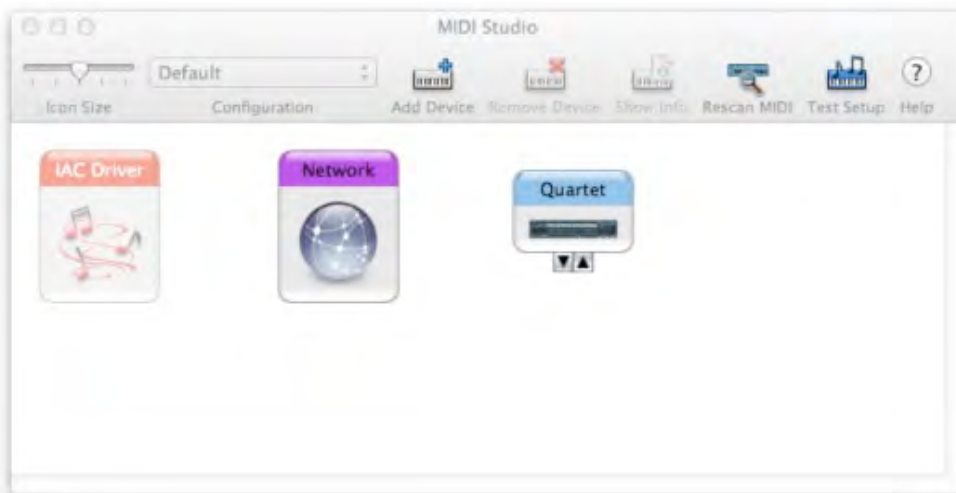 MIDI Studio
Default
Icon Size Configuration Add Device Remove Device Show Info Rescan MIDI Test Setup ? Help
IAC Driver Network Quartet